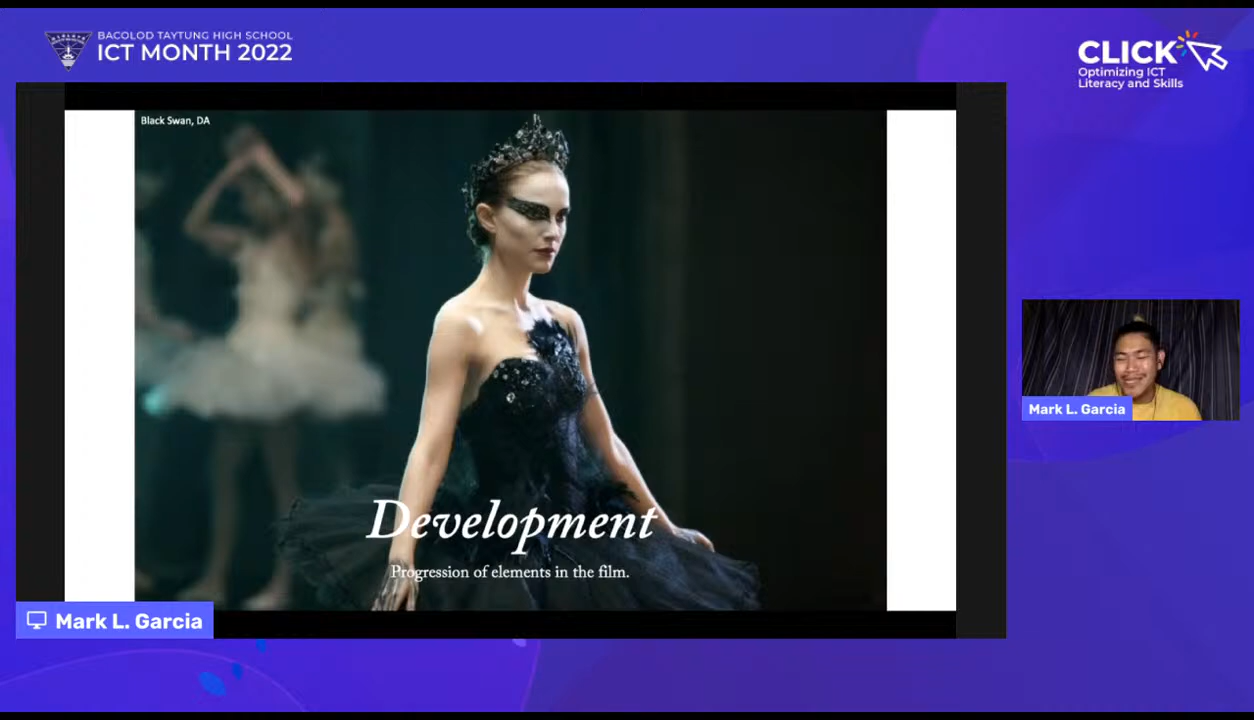 BACOLOD TAYTUNG HIGH SCHOOL
ICT MONTH 2022
CLICK
Optimizing ICT
Literacy and Skills
Black Swan, DA
Development
Progression of elements in the film.
Mark L. Garcia
Mark L. Garcia